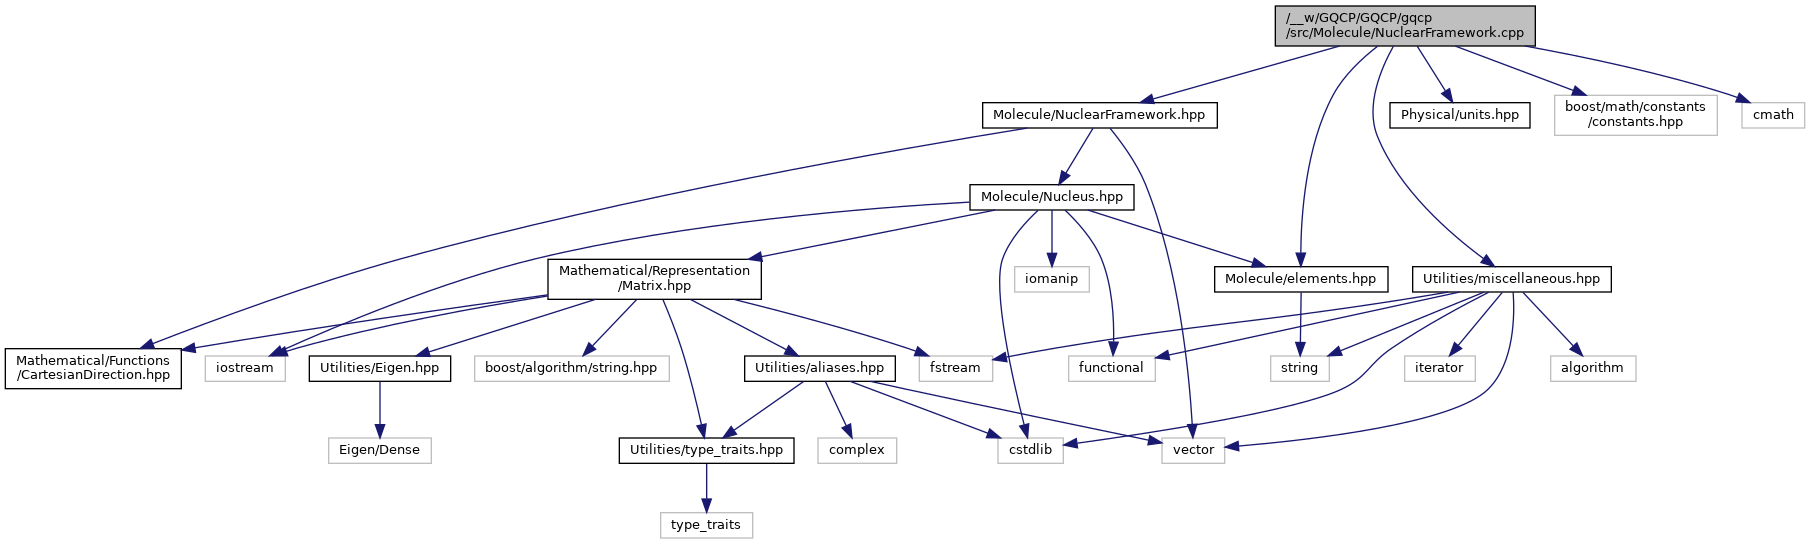 /__w/GQCP/GQCP/gqcp
/src/Molecule/NuclearFramework.cpp
Molecule/NuclearFramework.hpp
Physical/units.hpp
boost/math/constants
/constants.hpp
cmath
Molecule/Nucleus.hpp
Mathematical/Representation
/Matrix.hpp
iomanip
Molecule/elements.hpp
Utilities/miscellaneous.hpp
Mathematical/Functions
/CartesianDirection.hpp
iostream
Utilities/Eigen.hpp
boost/algorithm/string.hpp
Utilities/aliases.hpp
fstream
functional
string
iterator
algorithm
Eigen/Dense
Utilities/type_traits.hpp
complex
cstdlib
vector
type_traits